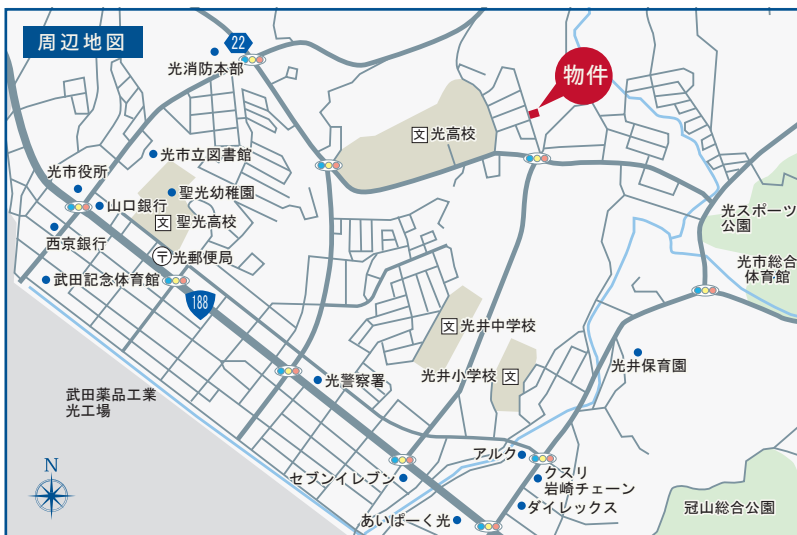 周辺地図
22
光消防本部
物件
文 光高校
光市立図書館
光市役所
聖光幼稚園
山口銀行
文 聖光高校
西京銀行
〒光郵便局
武田記念体育館
188
光スポーツ
公園
光市総合
体育館
文 光井中学校
光井小学校 文
光井保育園
光警察署
武田薬品工業
光工場
N
アルク
セブンイレブン
クスリ
岩崎チェーン
ダイレックス
あいぱーく光
冠山総合公園